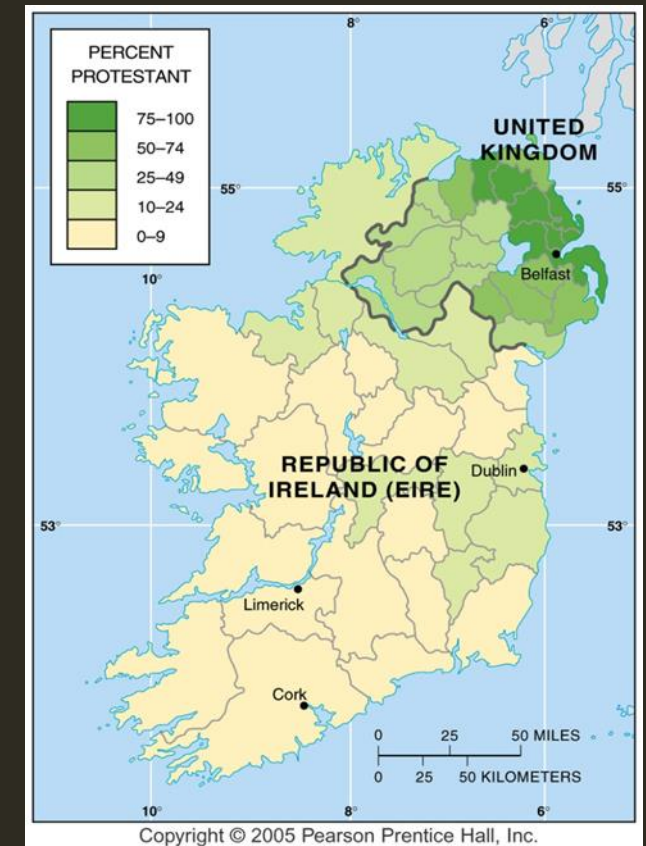 8°
6°
PERCENT
PROTESTANT
75–100
50–74
25–49
10–24
0–9
UNITED
KINGDOM
55°
55°
10°
Belfast
REPUBLIC OF
IRELAND (EIRE)
Dublin
53°
53°
Limerick
Cork
0 25 50 MILES
0 25 50 KILOMETERS
10°
8°
6°
Copyright © 2005 Pearson Prentice Hall, Inc.